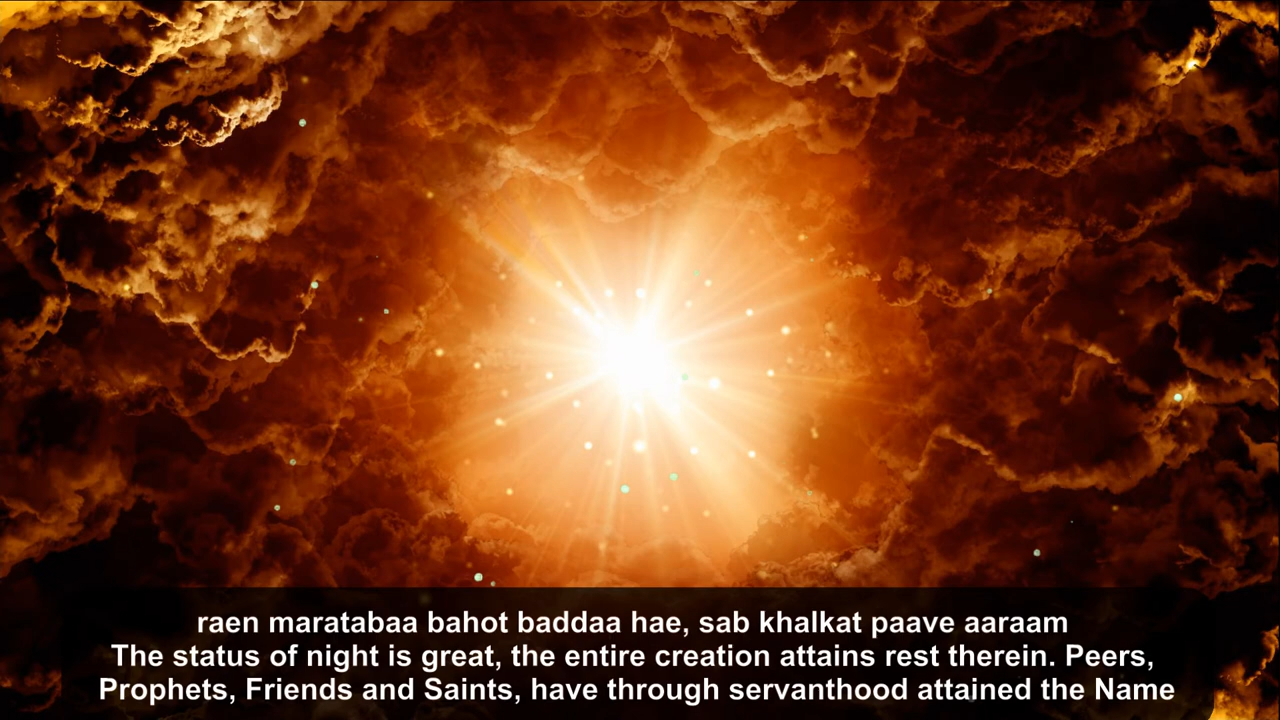 raen maratabaa bahot baddaa hae, sab khalkat paave aaraam
The status of night is great, the entire creation attains rest therein. Peers,
Prophets, Friends and Saints, have through servanthood attained the Name